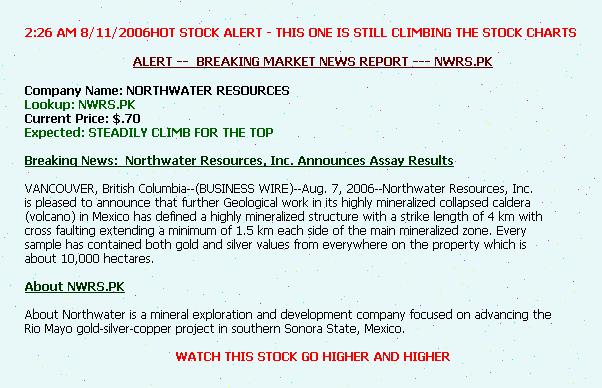 2:26 AM 8/11/2006HOT STOCK ALERT - THIS ONE IS STILL CLIMBING THE STOCK CHARTS
ALERT -- BREAKING MARKET NEWS REPORT --- NWRS.PK
Company Name: NORTHWATER RESOURCES
Lookup: NWRS.PK
Current Price: $.70
Expected: STEADILY CLIMB FOR THE TOP
Breaking News: Northwater Resources, Inc. Announces Assay Results
VANCOUVER, British Columbia--(BUSINESS WIRE)--Aug. 7, 2006--Northwater Resources, Inc.
is pleased to announce that further Geological work in its highly mineralized collapsed caldera
(volcano) in Mexico has defined a highly mineralized structure with a strike length of 4 km with
cross faulting extending a minimum of 1.5 km each side of the main mineralized zone. Every
sample has contained both gold and silver values from everywhere on the property which is
about 10,000 hectares.
About NWRS.PK
About Northwater is a mineral exploration and development company focused on advancing the
Rio Mayo gold-silver-copper project in southern Sonora State, Mexico.
WATCH THIS STOCK GO HIGHER AND HIGHER